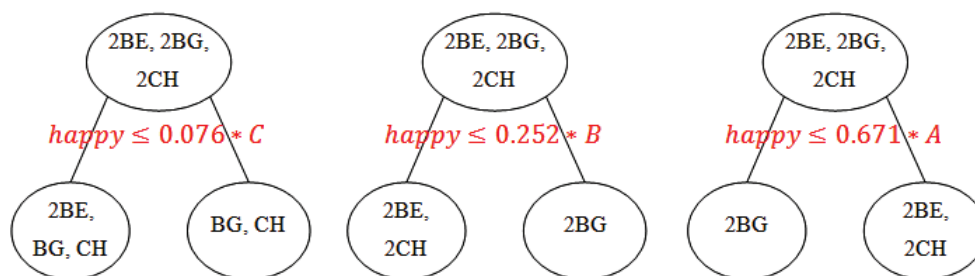 2BE, 2BG,
2CH
happy ≤ 0.076 * C
2BE,
BG, CH
BG, CH
2BE, 2BG,
2CH
happy ≤ 0.252 * B
2BE,
2CH
2BG
2BE, 2BG,
2CH
happy ≤ 0.671 * A
2BG
2BE,
2CH